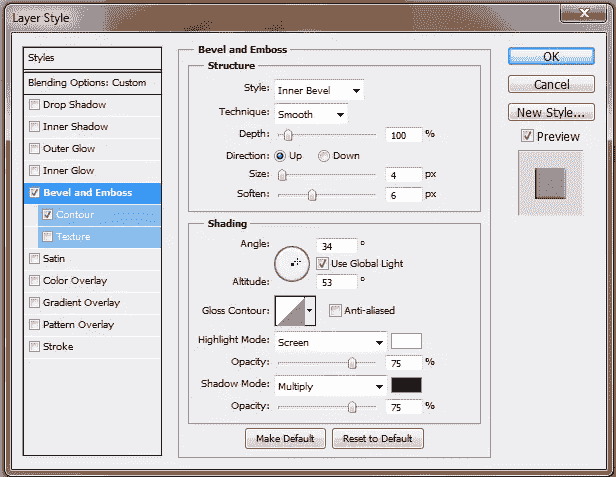 Layer Style
Styles
Blending Options: Custom
Drop Shadow
Inner Shadow
Outer Glow
Inner Glow
Bevel and Emboss
Contour
Texture
Satin
Color Overlay
Gradient Overlay
Pattern Overlay
Stroke
Bevel and Emboss
Structure
Style: Inner Bevel
Technique: Smooth
Depth: 100 %
Direction: Up Down
Size: 4 px
Soften: 6 px
Shading
Angle: 34 °
Use Global Light
Altitude: 53 °
Gloss Contour: Anti-aliased
Highlight Mode: Screen
Opacity: 75 %
Shadow Mode: Multiply
Opacity: 75 %
Make Default Reset to Default
OK
Cancel
New Style...
Preview